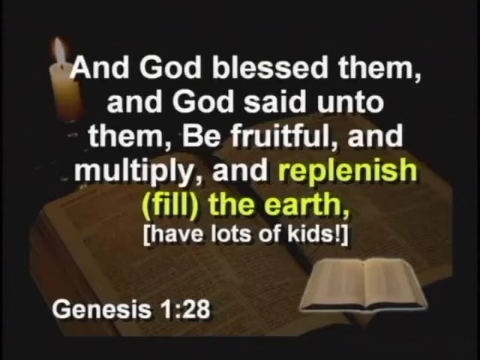 And God blessed them,
and God said unto
them, Be fruitful, and
multiply, and replenish
(fill) the earth,
[have lots of kids!]
Genesis 1:28